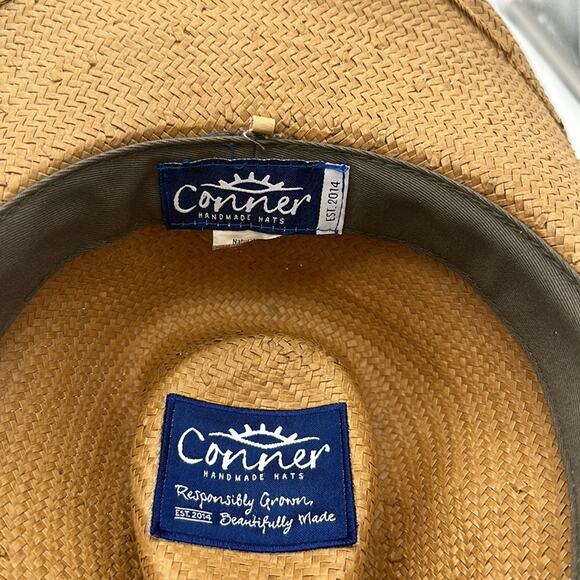 Conner
HANDMADE HATS
EST. 2014
Conner
HANDMADE HATS
Responsibly Grown,
EST. 2014 Beautifully Made